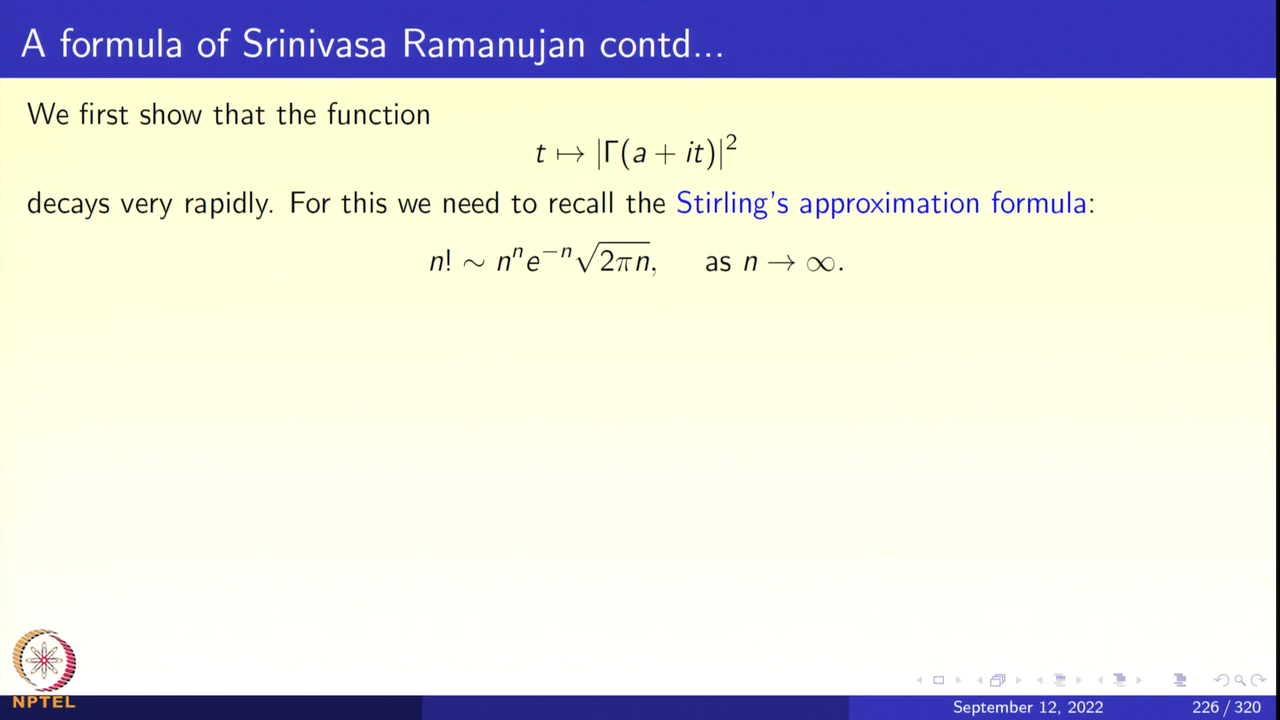 A formula of Srinivasa Ramanujan contd...
We first show that the function
t ↦ |Γ(a + it)|²
decays very rapidly. For this we need to recall the Stirling's approximation formula:
n! ∼ nⁿe⁻ⁿ√2πn, as n → ∞.
NPTEL
September 12, 2022 226 / 320